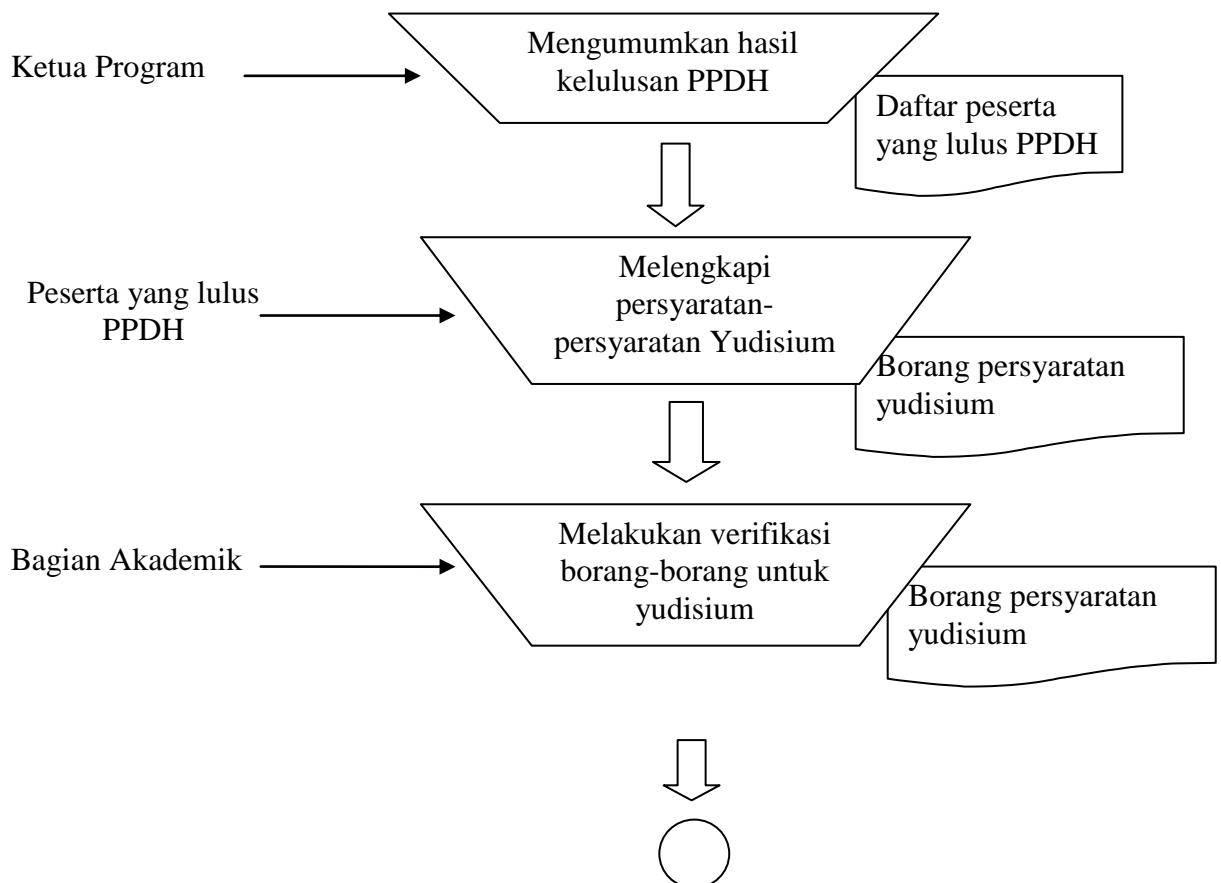 Mengumumkan hasil
kelulusan PPDH
Ketua Program
Daftar peserta
yang lulus PPDH
Melengkapi
persyaratan-
persyaratan Yudisium
Peserta yang lulus
PPDH
Borang persyaratan
yudisium
Melakukan verifikasi
borang-borang untuk
yudisium
Bagian Akademik
Borang persyaratan
yudisium